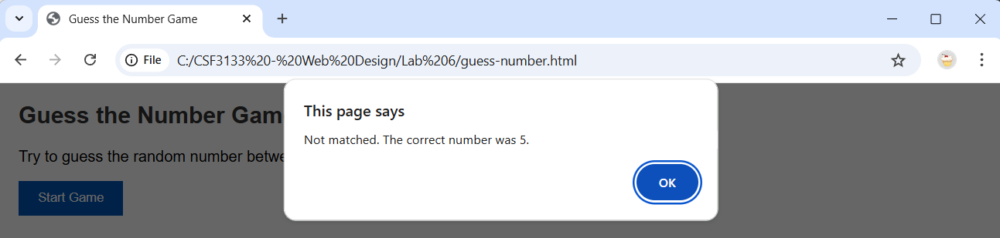 Guess the Number Game
File
C:/CSF3133%20-%20Web%20Design/Lab%206/guess-number.html
Guess the Number Gam
This page says
Not matched. The correct number was 5.
Try to guess the random number betwe
Start Game
OK